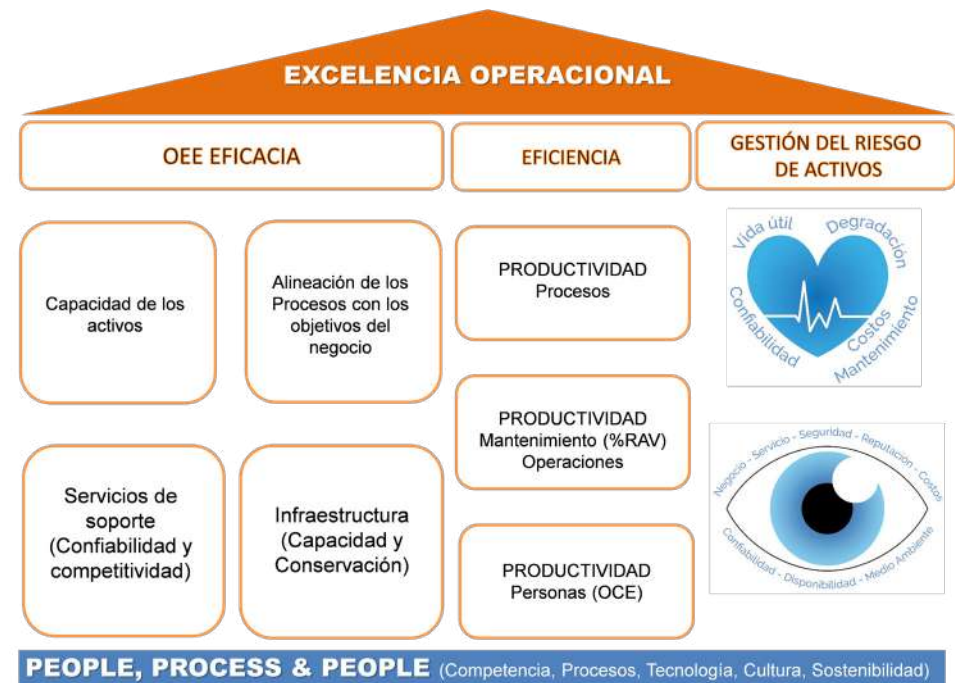 EXCELENCIA OPERACIONAL
OEE EFICACIA
EFICIENCIA
GESTIÓN DEL RIESGO
DE ACTIVOS
Capacidad de los
activos
Alineación de los
Procesos con los
objetivos del
negocio
Servicios de
soporte
(Confiabilidad y
competitividad)
Infraestructura
(Capacidad y
Conservación)
PRODUCTIVIDAD
Procesos
PRODUCTIVIDAD
Mantenimiento (%RAV)
Operaciones
PRODUCTIVIDAD
Personas (OCE)
Vida útil
Degradación
Confiabilidad
Costos
Mantenimiento
Negocio - Servicio - Seguridad - Reputación - Costos
Confiabilidad - Disponibilidad - Medio Ambiente
PEOPLE, PROCESS & PEOPLE (Competencia, Procesos, Tecnología, Cultura, Sostenibilidad)